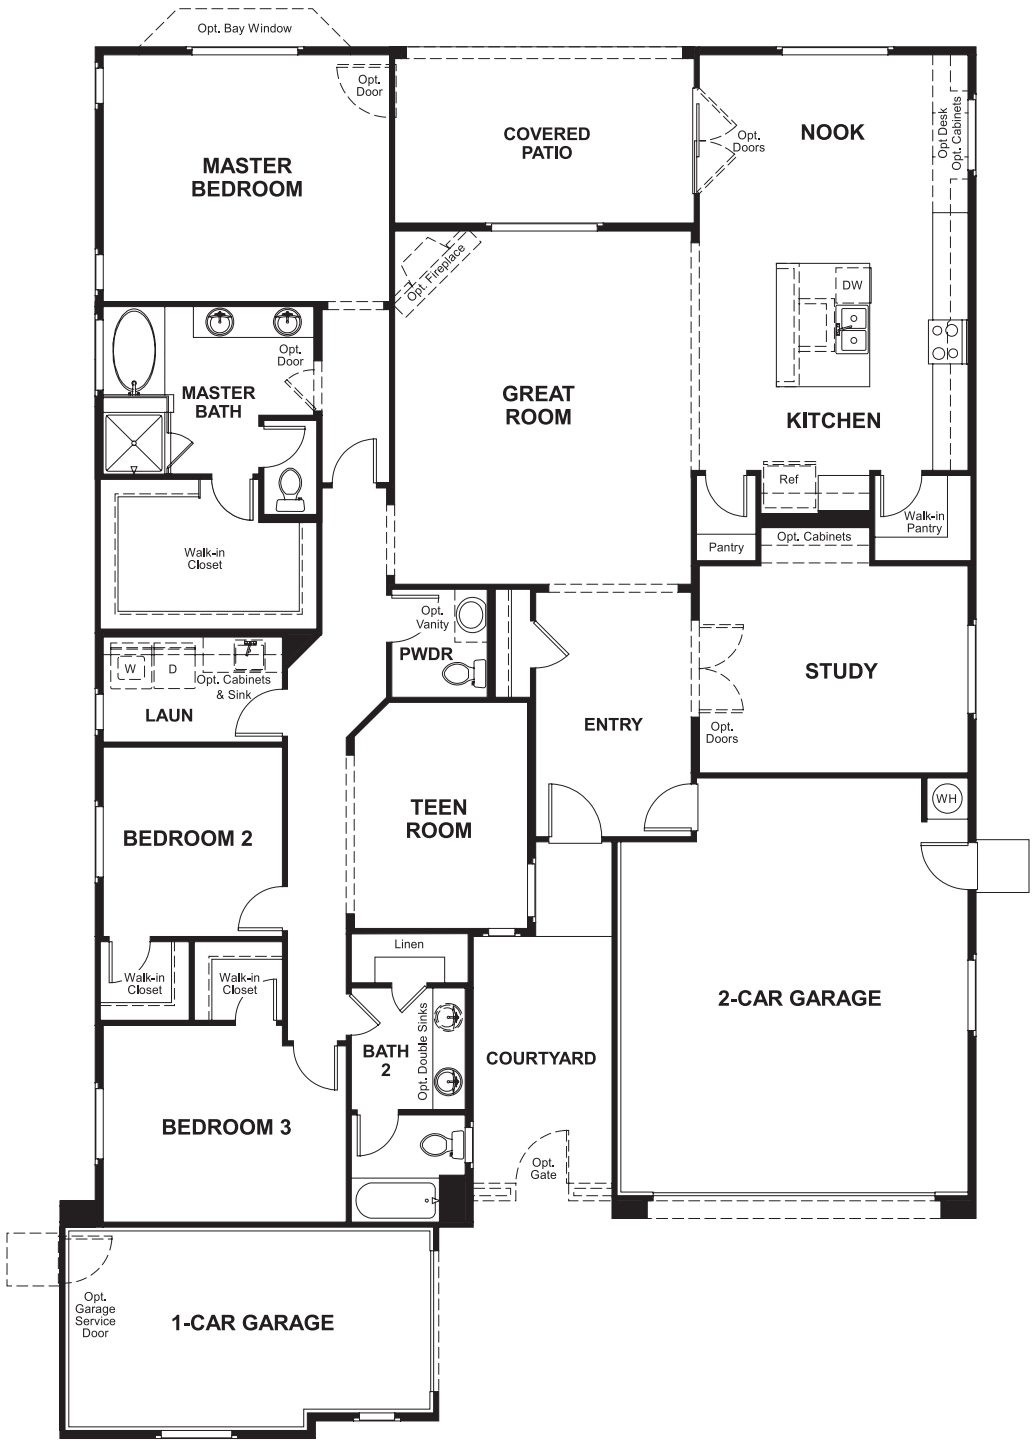 Opt. Bay Window
Opt.
Door
MASTER
BEDROOM
COVERED
PATIO
Opt.
Doors
NOOK
Opt Desk
Opt. Cabinets
Opt. Fireplace
DW
Opt.
Door
MASTER
BATH
GREAT
ROOM
KITCHEN
Ref
Walk-in
Pantry
Pantry
Opt. Cabinets
Walk-in
Closet
Opt.
Vanity
PWDR
W
D
Opt. Cabinets
& Sink
LAUN
ENTRY
STUDY
Opt.
Doors
TEEN
ROOM
WH
BEDROOM 2
Linen
Walk-in
Closet
Walk-in
Closet
2-CAR GARAGE
Opt. Double Sinks
BATH
2
COURTYARD
BEDROOM 3
Opt.
Gate
Opt.
Garage
Service
Door
1-CAR GARAGE